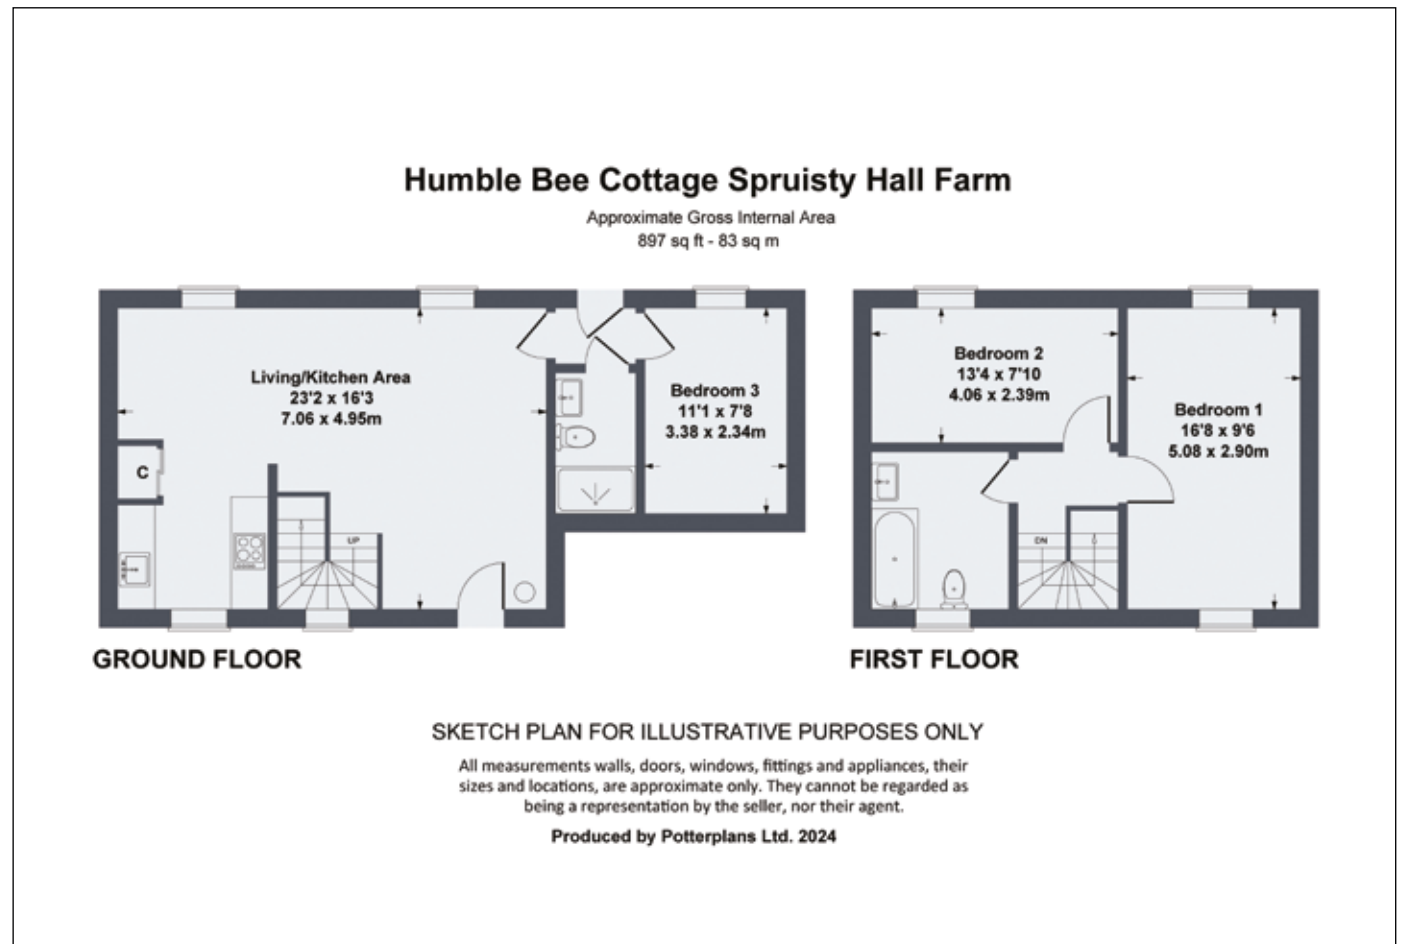 Humble Bee Cottage Spruisty Hall Farm
Approximate Gross Internal Area
897 sq ft - 83 sq m
Living/Kitchen Area
23'2 x 16'3
7.06 x 4.95m
C
UP
Bedroom 3
11'1 x 7'8
3.38 x 2.34m
GROUND FLOOR
Bedroom 2
13'4 x 7'10
4.06 x 2.39m
Bedroom 1
16'8 x 9'6
5.08 x 2.90m
DN
FIRST FLOOR
SKETCH PLAN FOR ILLUSTRATIVE PURPOSES ONLY
All measurements walls, doors, windows, fittings and appliances, their
sizes and locations, are approximate only. They cannot be regarded as
being a representation by the seller, nor their agent.
Produced by Potterplans Ltd. 2024